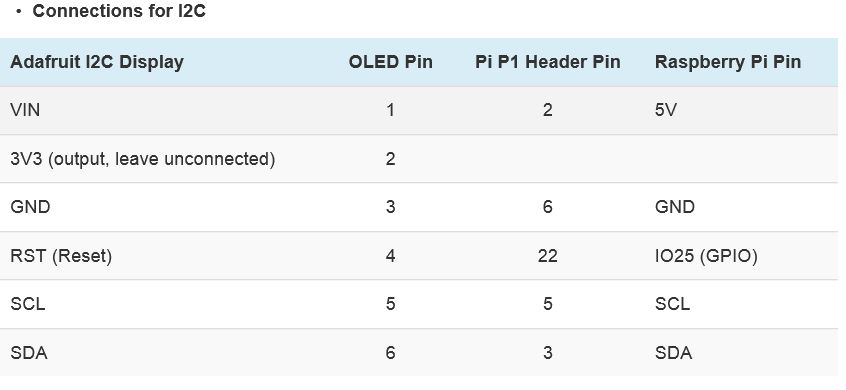 • Connections for I2C
Adafruit I2C Display OLED Pin Pi P1 Header Pin Raspberry Pi Pin
VIN 1 2 5V
3V3 (output, leave unconnected) 2
GND 3 6 GND
RST (Reset) 4 22 IO25 (GPIO)
SCL 5 5 SCL
SDA 6 3 SDA